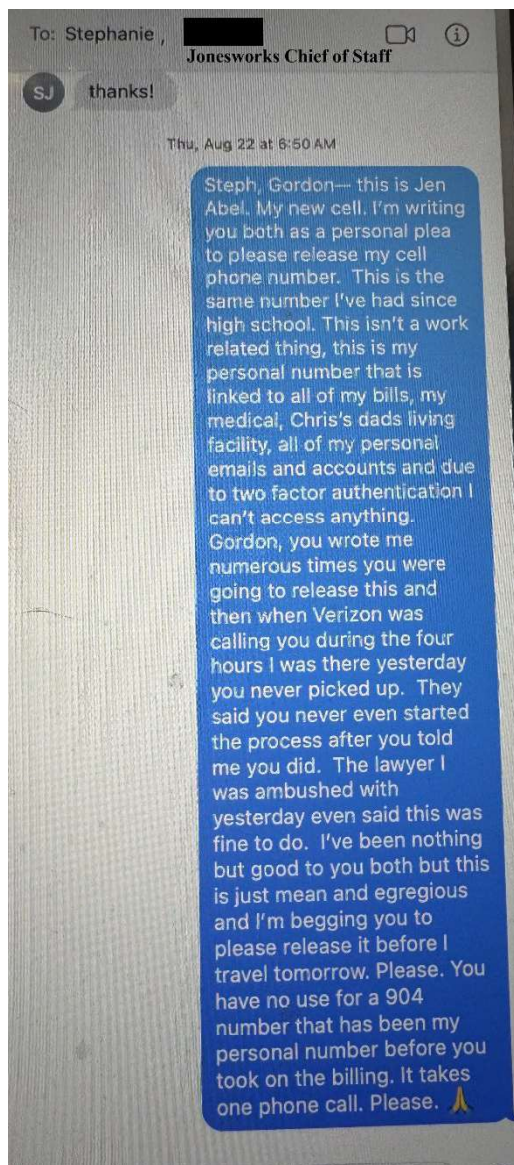 To: Stephanie ,
Jonesworks Chief of Staff
SJ
thanks!
Thu, Aug 22 at 6:50 AM
Steph, Gordon— this is Jen
Abel. My new cell. I'm writing
you both as a personal plea
to please release my cell
phone number.  This is the
same number I've had since
high school. This isn't a work
related thing, this is my
personal number that is
linked to all of my bills, my
medical, Chris's dads living
facility, all of my personal
emails and accounts and due
to two factor authentication I
can't access anything.
Gordon, you wrote me
numerous times you were
going to release this and
then when Verizon was
calling you during the four
hours I was there yesterday
you never picked up.  They
said you never even started
the process after you told
me you did.  The lawyer I
was ambushed with
yesterday even said this was
fine to do.  I've been nothing
but good to you both but this
is just mean and egregious
and I'm begging you to
please release it before I
travel tomorrow. Please. You
have no use for a 904
number that has been my
personal number before you
took on the billing. It takes
one phone call. Please. 🙏